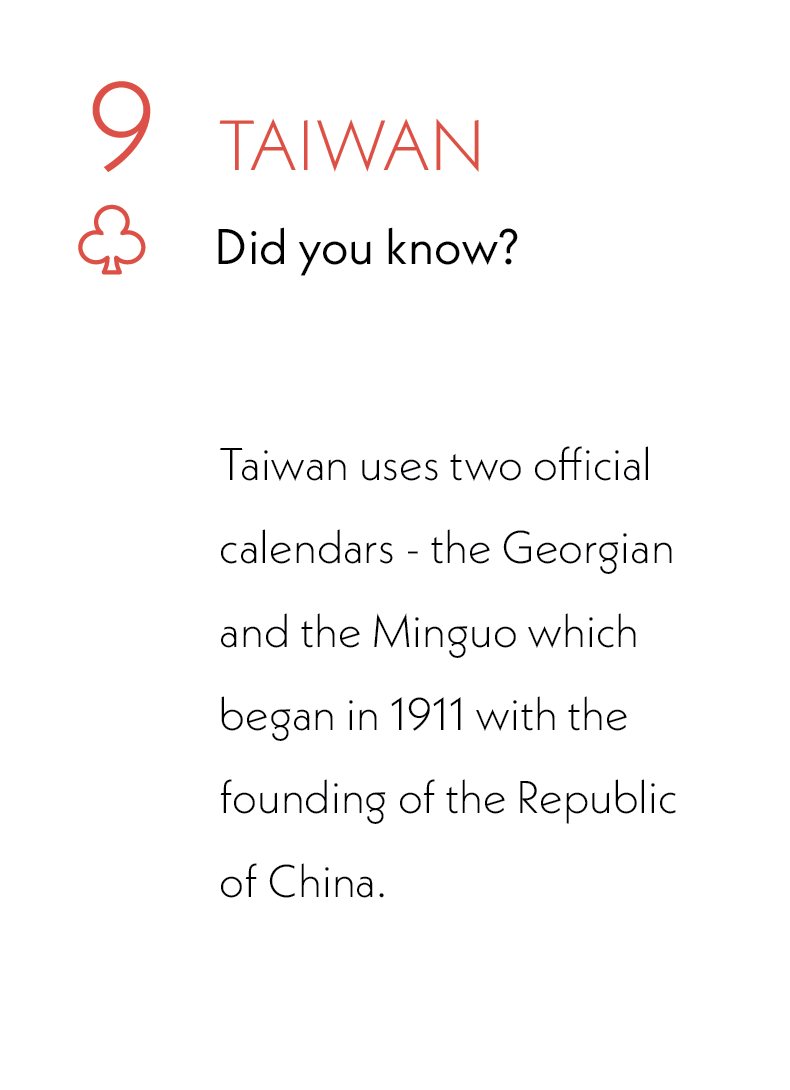 9
TAIWAN
Did you know?
Taiwan uses two official
calendars - the Georgian
and the Minguo which
began in 1911 with the
founding of the Republic
of China.